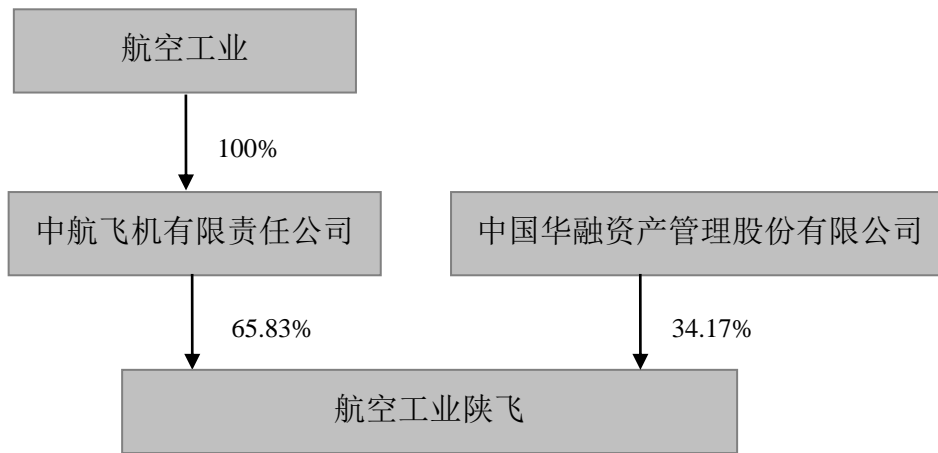 航空工业
100%
中航飞机有限责任公司
中国华融资产管理股份有限公司
65.83%
34.17%
航空工业陕飞